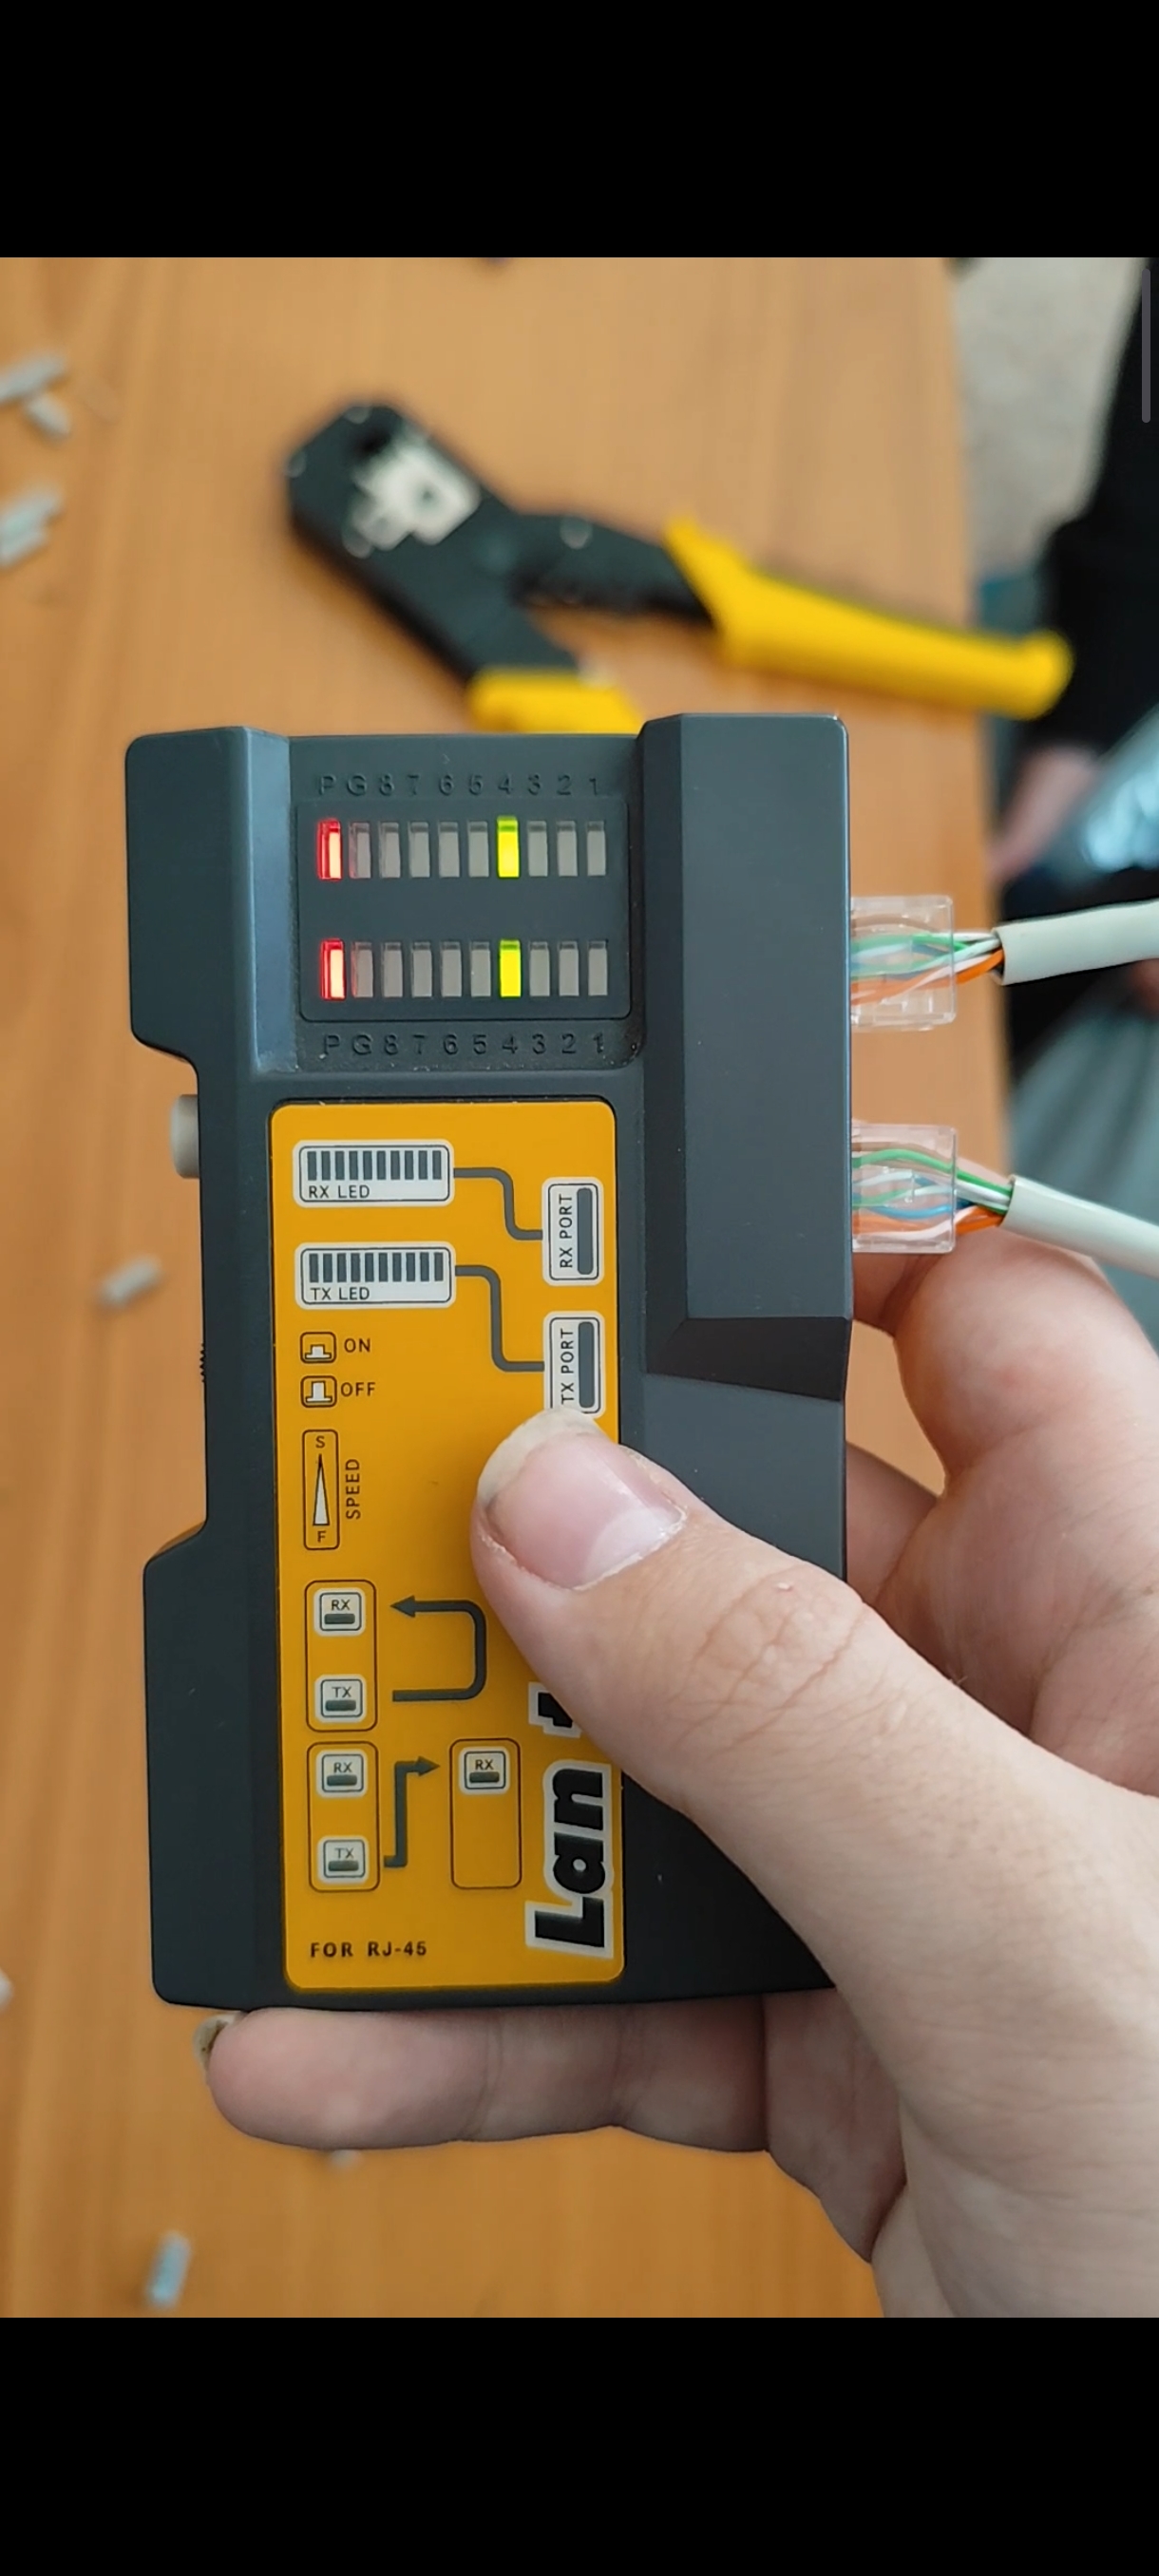 P G 8 7 6 5 4 3 2 1
P G 8 7 6 5 4 3 2 1
RX LED
RX PORT
TX LED
TX PORT
ON
OFF
S
SPEED
F
RX
TX
RX
RX
TX
Lan
FOR RJ-45